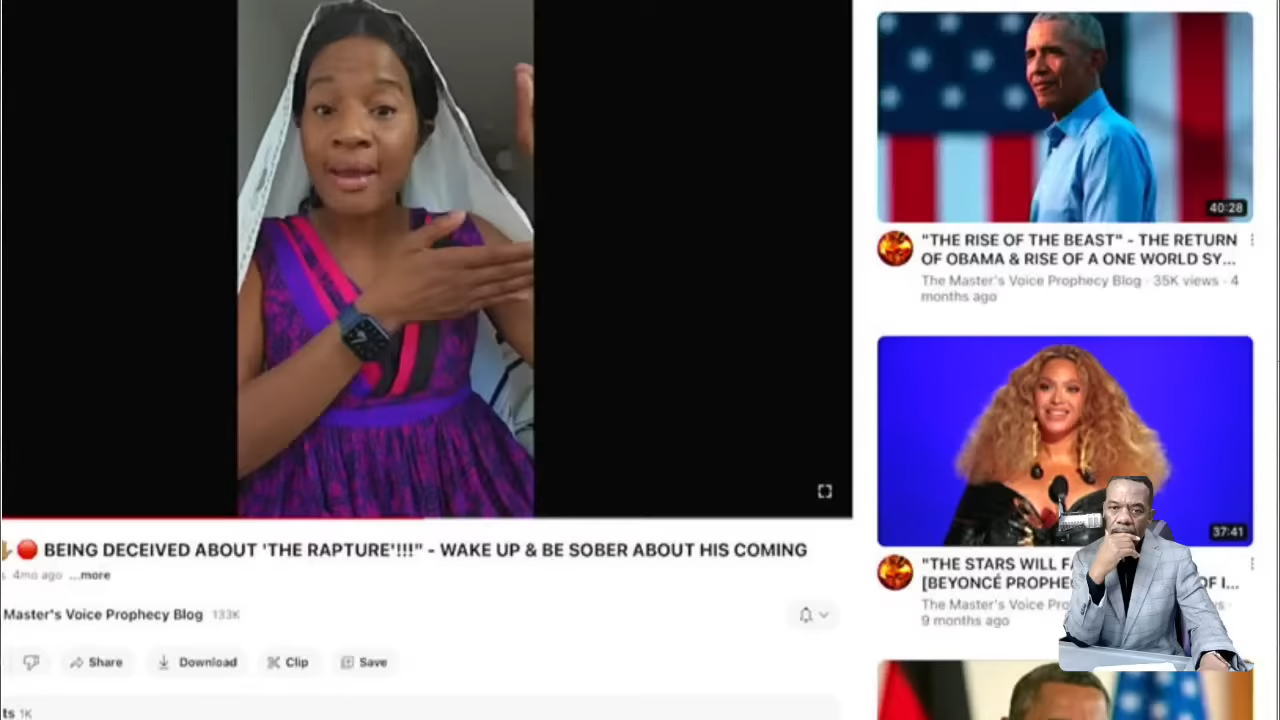 BEING DECEIVED ABOUT 'THE RAPTURE'!!!" - WAKE UP & BE SOBER ABOUT HIS COMING
4mo ago ...more
Master's Voice Prophecy Blog 133K
Share
Download
Clip
Save
ts 1K
40:28
"THE RISE OF THE BEAST" - THE RETURN
OF OBAMA & RISE OF A ONE WORLD SY...
The Master's Voice Prophecy Blog · 35K views · 4
months ago
37:41
"THE STARS WILL
[BEYONCÉ OF I...
The Master's Voice
9 months ago